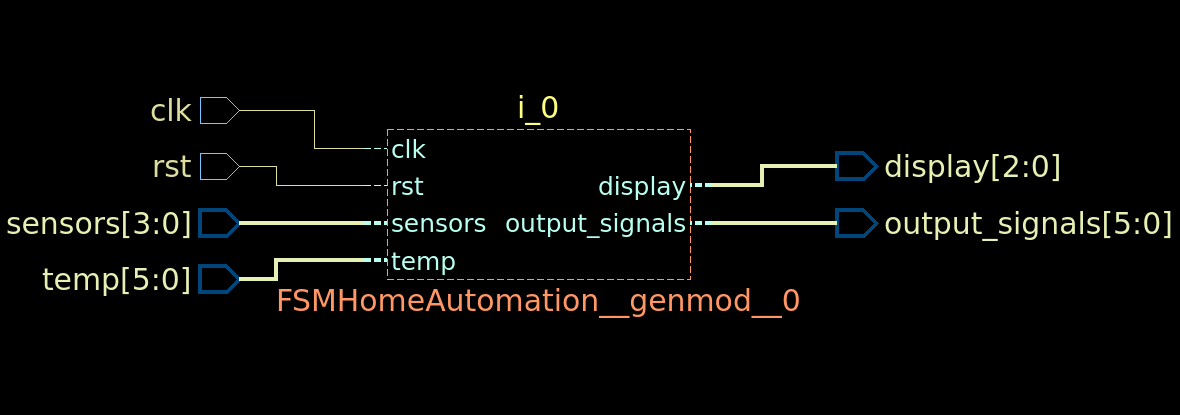 clk
rst
sensors[3:0]
temp[5:0]
i_0
clk
rst
sensors
temp
display
output_signals
FSMHomeAutomation__genmod__0
display[2:0]
output_signals[5:0]